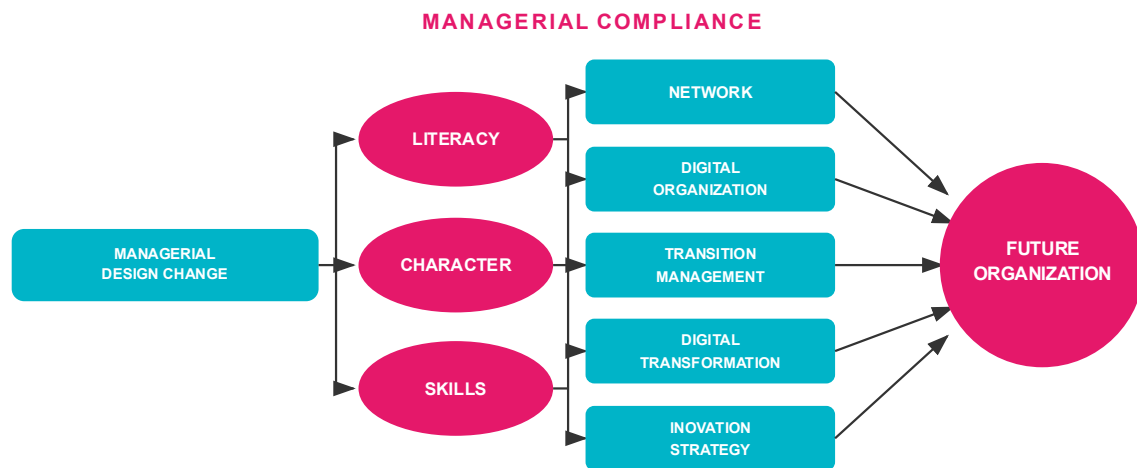 MANAGERIAL COMPLIANCE
MANAGERIAL
DESIGN CHANGE
LITERACY
CHARACTER
SKILLS
NETWORK
DIGITAL
ORGANIZATION
TRANSITION
MANAGEMENT
DIGITAL
TRANSFORMATION
INOVATION
STRATEGY
FUTURE
ORGANIZATION